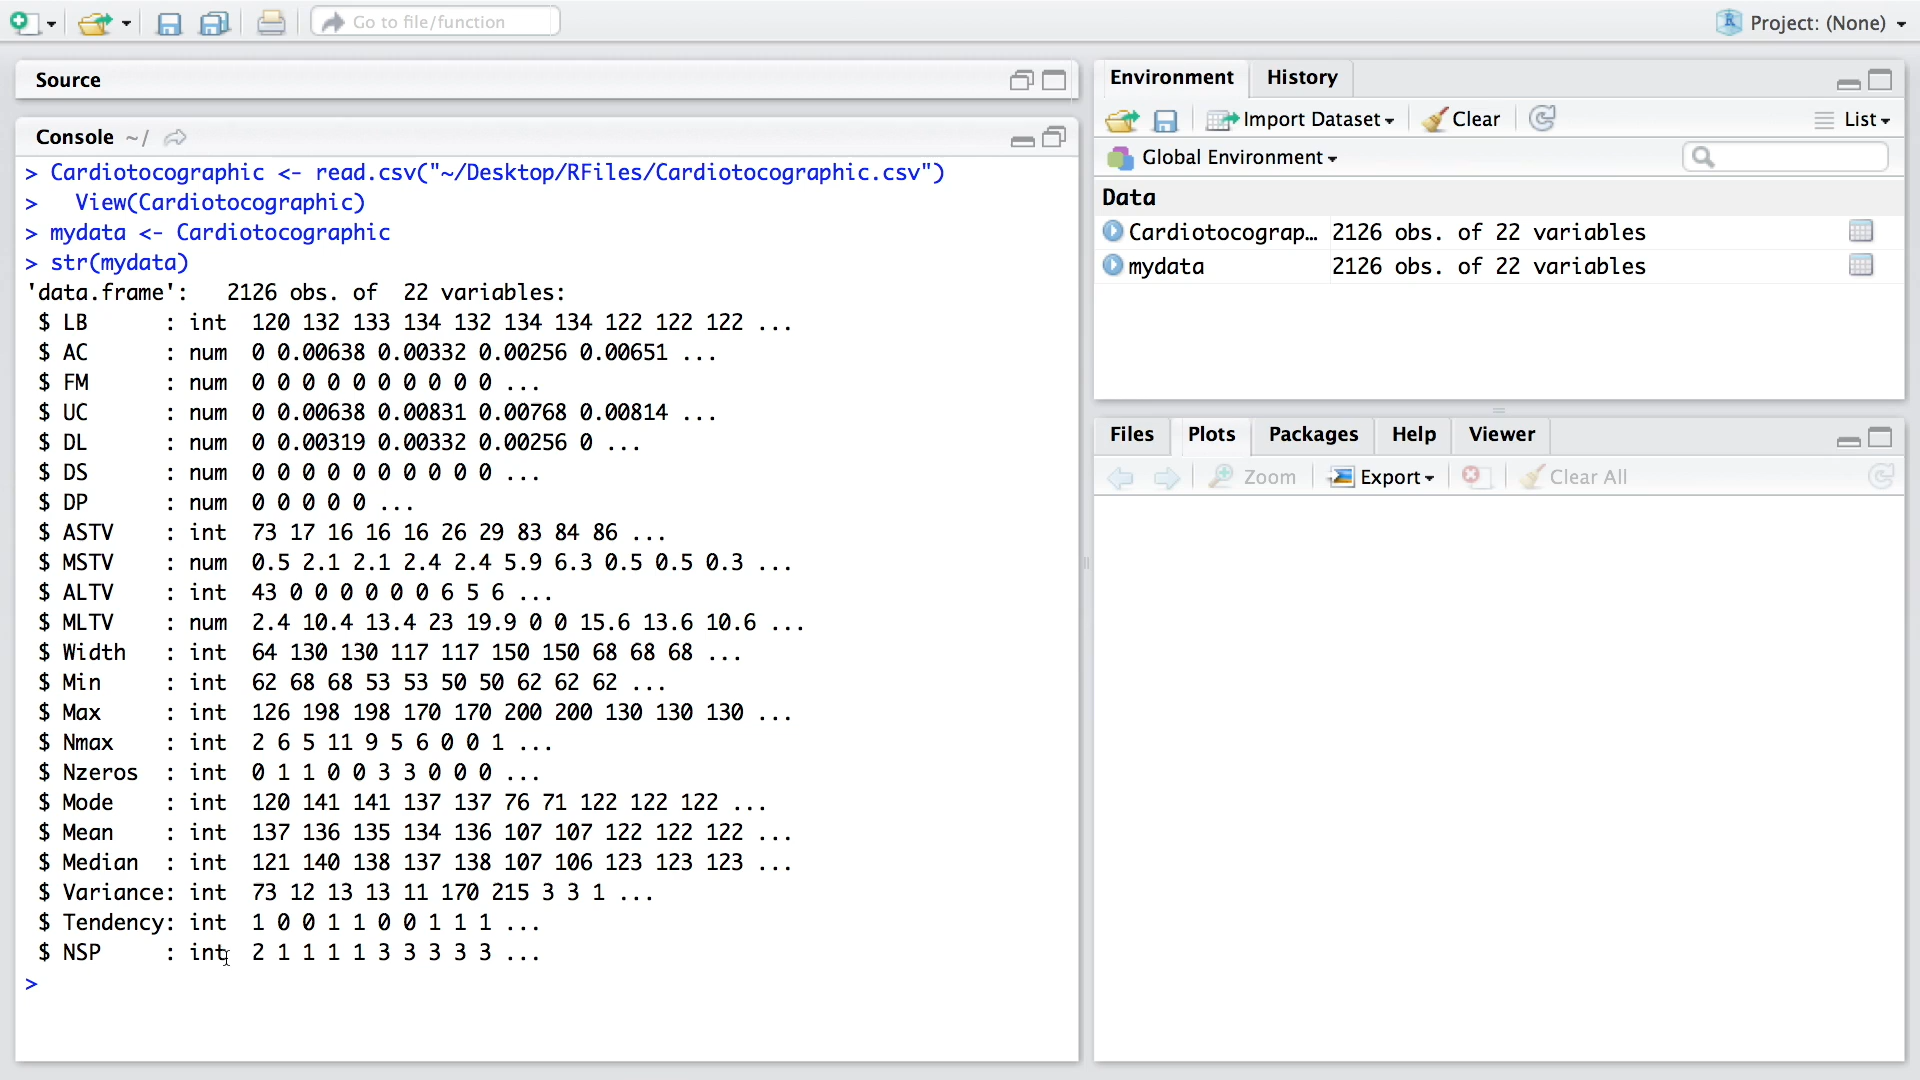 Go to file/function
Project: (None)
Source
Console ~/
> Cardiotocographic <- read.csv("~/Desktop/RFiles/Cardiotocographic.csv")
>   View(Cardiotocographic)
> mydata <- Cardiotocographic
> str(mydata)
'data.frame':   2126 obs. of  22 variables:
 $ LB      : int  120 132 133 134 132 134 134 122 122 122 ...
 $ AC      : num  0 0.00638 0.00332 0.00256 0.00651 ...
 $ FM      : num  0 0 0 0 0 0 0 0 0 0 ...
 $ UC      : num  0 0.00638 0.00831 0.00768 0.00814 ...
 $ DL      : num  0 0.00319 0.00332 0.00256 0 ...
 $ DS      : num  0 0 0 0 0 0 0 0 0 0 ...
 $ DP      : num  0 0 0 0 0 ...
 $ ASTV    : int  73 17 16 16 16 26 29 83 84 86 ...
 $ MSTV    : num  0.5 2.1 2.1 2.4 2.4 5.9 6.3 0.5 0.5 0.3 ...
 $ ALTV    : int  43 0 0 0 0 0 0 6 5 6 ...
 $ MLTV    : num  2.4 10.4 13.4 23 19.9 0 0 15.6 13.6 10.6 ...
 $ Width   : int  64 130 130 117 117 150 150 68 68 68 ...
 $ Min     : int  62 68 68 53 53 50 50 62 62 62 ...
 $ Max     : int  126 198 198 170 170 200 200 130 130 130 ...
 $ Nmax    : int  2 6 5 11 9 5 6 0 0 1 ...
 $ Nzeros  : int  0 1 1 0 0 3 3 0 0 0 ...
 $ Mode    : int  120 141 141 137 137 76 71 122 122 122 ...
 $ Mean    : int  137 136 135 134 136 107 107 122 122 122 ...
 $ Median  : int  121 140 138 137 138 107 106 123 123 123 ...
 $ Variance: int  73 12 13 13 11 170 215 3 3 1 ...
 $ Tendency: int  1 0 0 1 1 0 0 1 1 1 ...
 $ NSP     : int  2 1 1 1 1 3 3 3 3 3 ...
>
Environment History
Import Dataset Clear List
Global Environment
Data
Cardiotocograp… 2126 obs. of 22 variables
mydata 2126 obs. of 22 variables
Files Plots Packages Help Viewer
Zoom Export Clear All